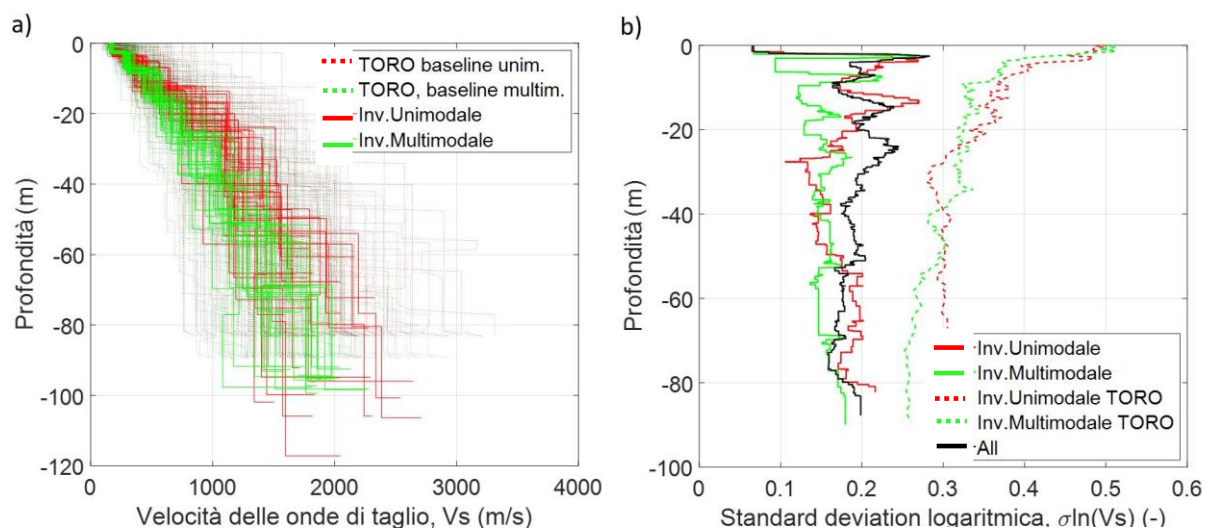 a)
0
-20
-40
-60
-80
-100
-120
Profondità (m)
TORO baseline unim.
TORO, baseline multim.
Inv.Unimodale
Inv.Multimodale
0 1000 2000 3000 4000
Velocità delle onde di taglio, Vs (m/s)
b)
0
-20
-40
-60
-80
-100
Profondità (m)
Inv.Unimodale
Inv.Multimodale
Inv.Unimodale TORO
Inv.Multimodale TORO
All
0 0.1 0.2 0.3 0.4 0.5 0.6
Standard deviation logaritmica, σln(Vs) (-)